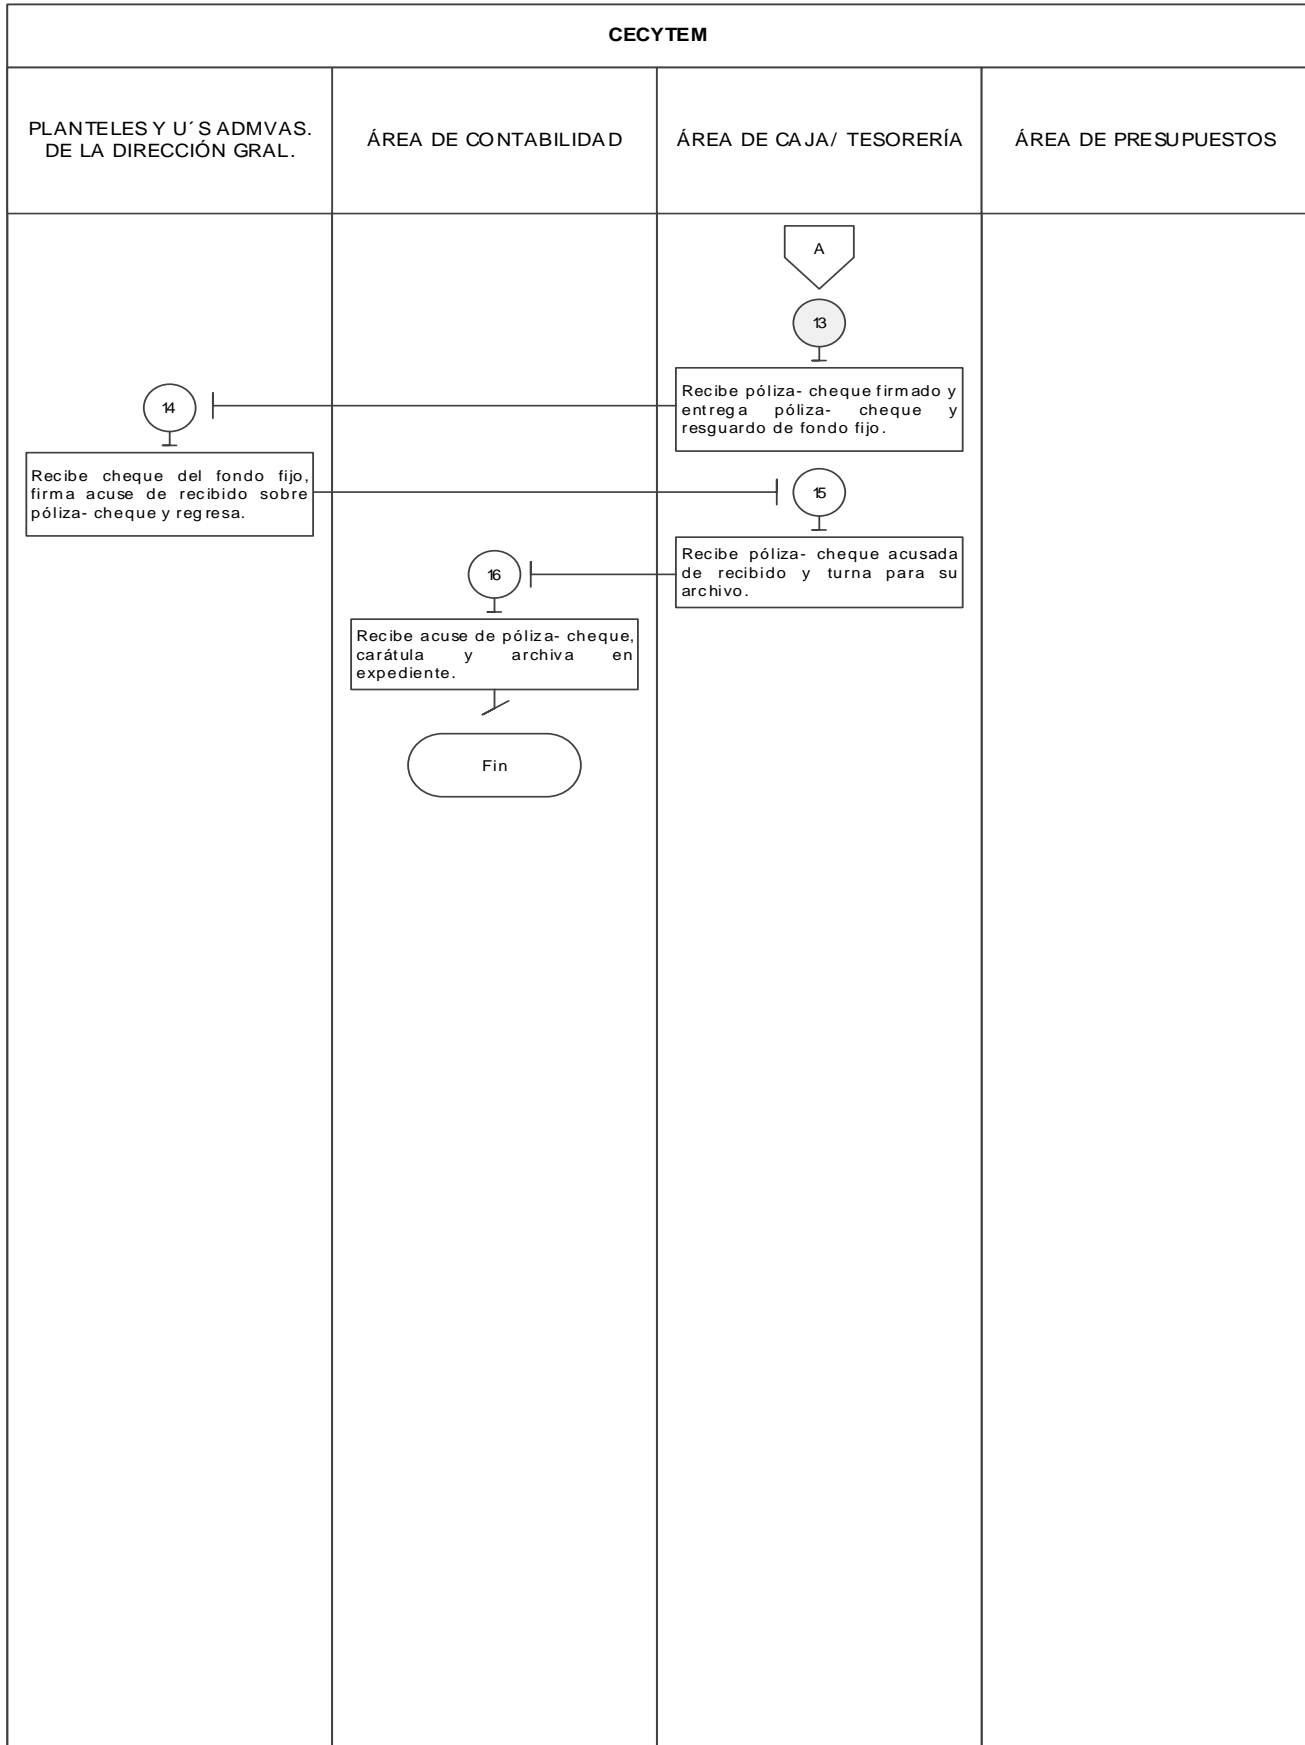 CECYTEM
PLANTELES Y U´S ADMVAS.
DE LA DIRECCIÓN GRAL.
ÁREA DE CONTABILIDAD
ÁREA DE CAJA/ TESORERÍA
ÁREA DE PRESUPUESTOS
A
13
Recibe póliza- cheque firmado y
entrega póliza- cheque y
resguardo de fondo fijo.
14
Recibe cheque del fondo fijo,
firma acuse de recibido sobre
póliza- cheque y regresa.
15
Recibe póliza- cheque acusada
de recibido y turna para su
archivo.
16
Recibe acuse de póliza- cheque,
carátula y archiva en
expediente.
Fin